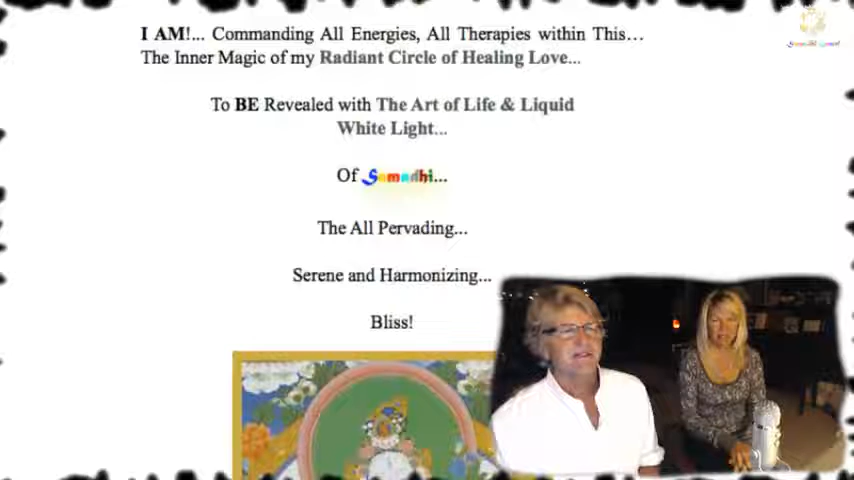 I AM!... Commanding All Energies, All Therapies within This...
The Inner Magic of my Radiant Circle of Healing Love...
To BE Revealed with The Art of Life & Liquid
White Light...
Of Samadhi...
The All Pervading...
Serene and Harmonizing...
Bliss!